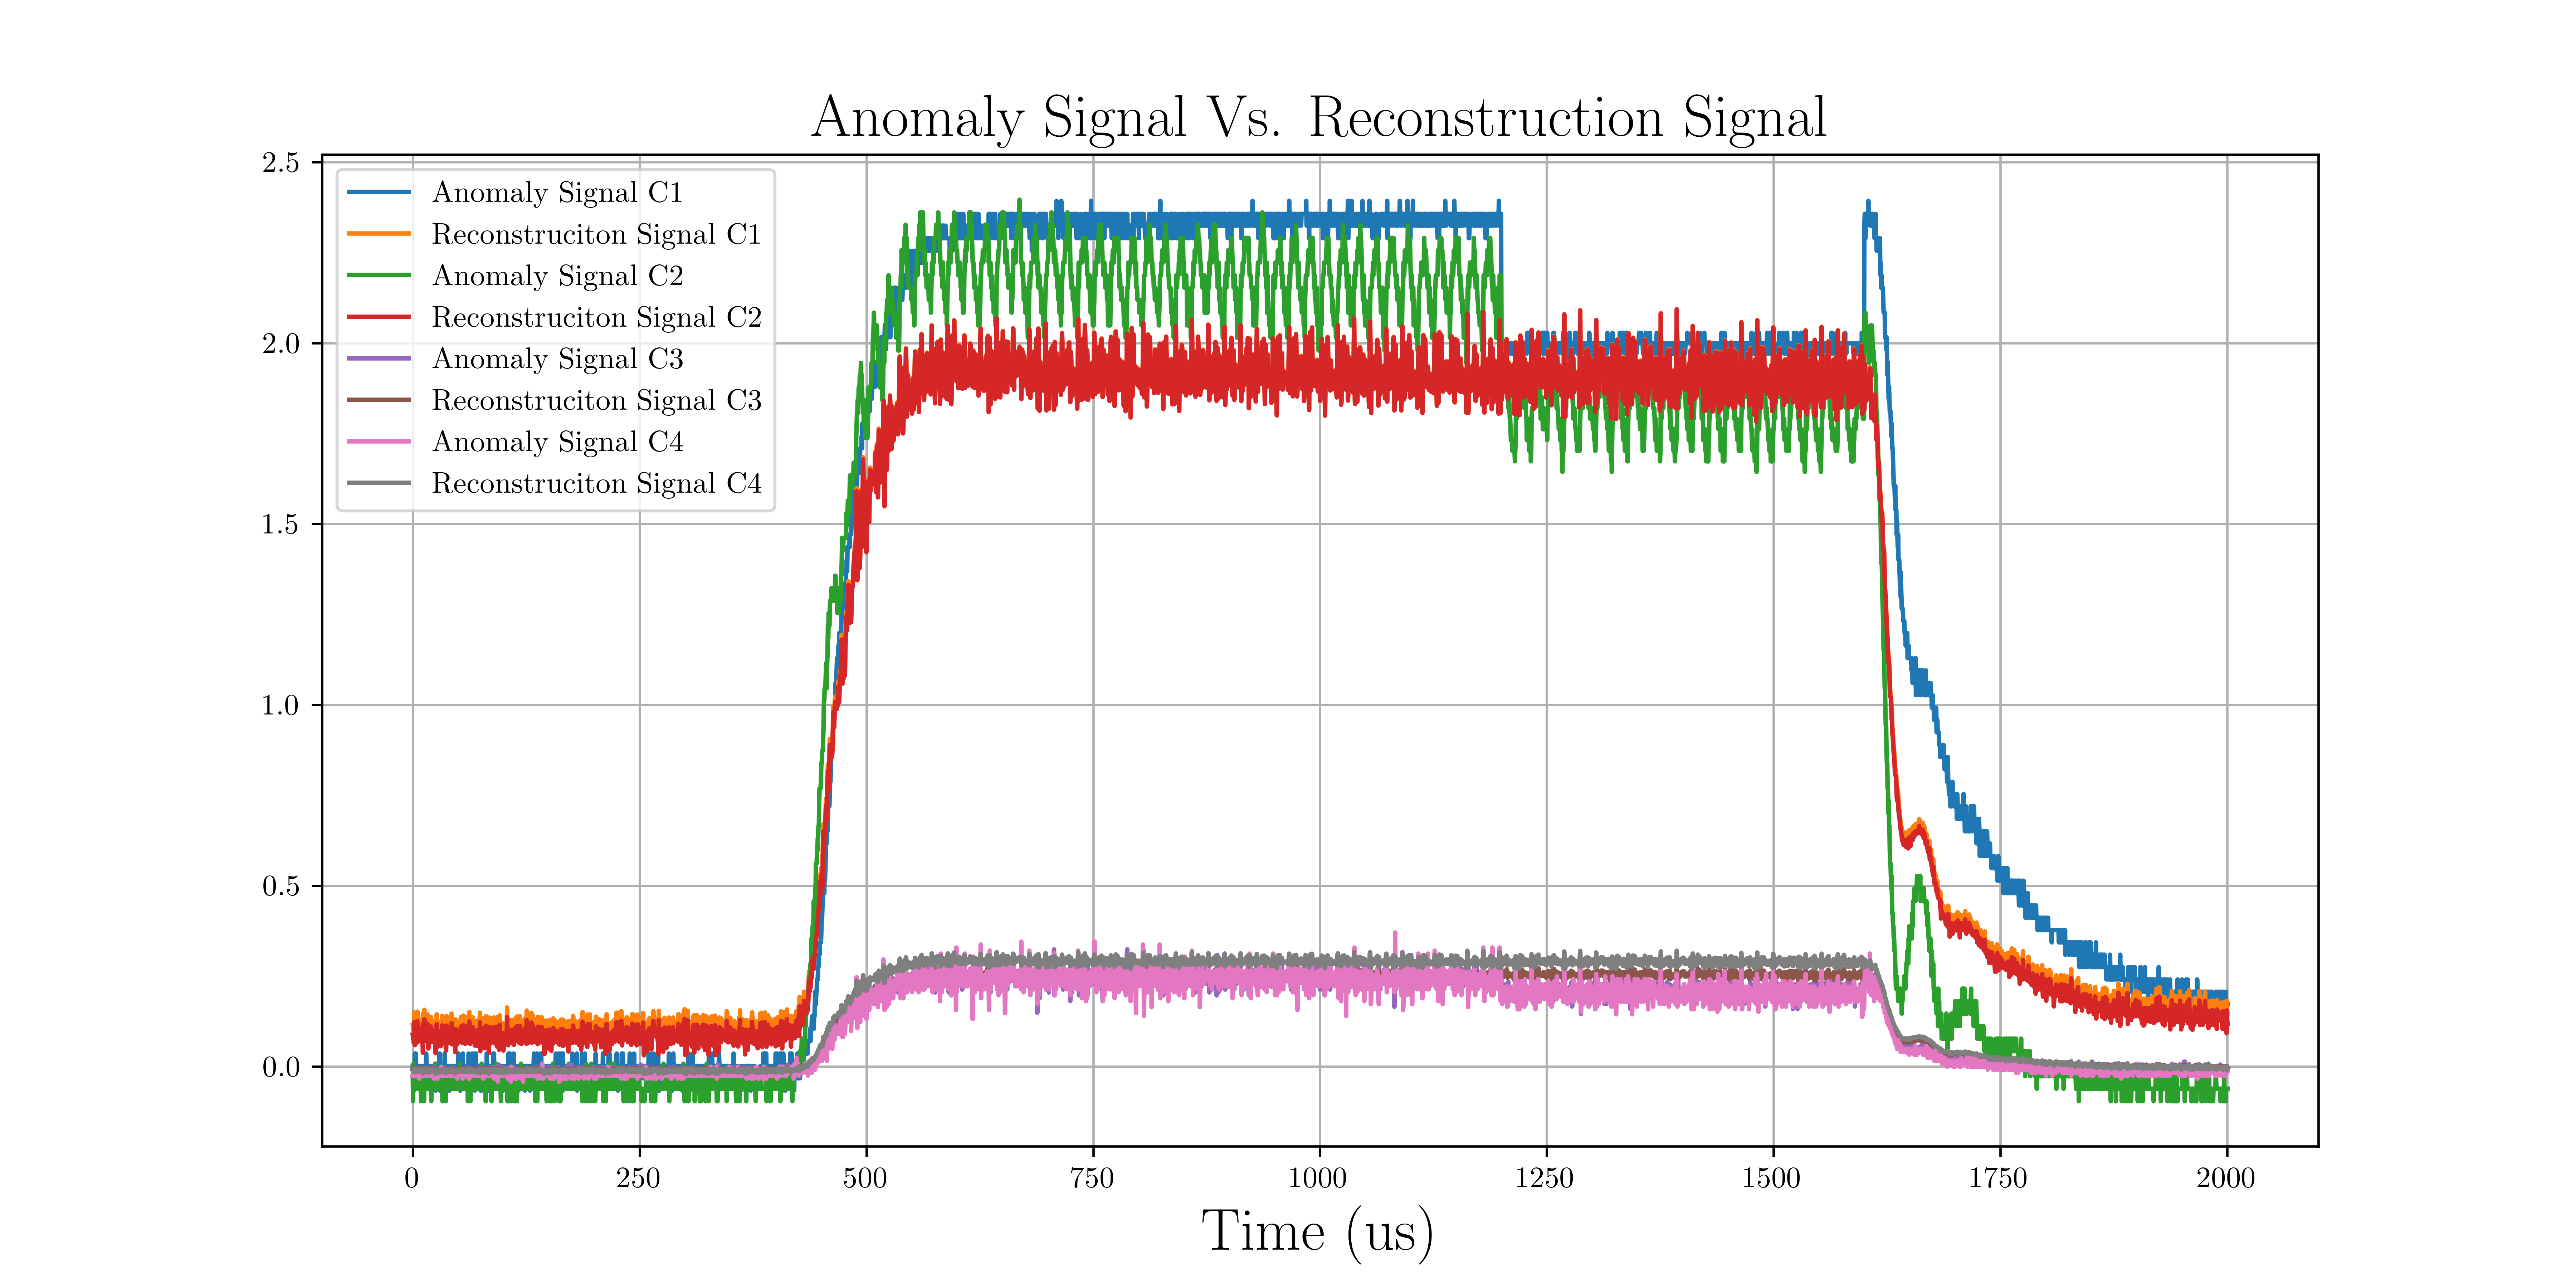 Anomaly Signal Vs. Reconstruction Signal
2.5
2.0
1.5
1.0
0.5
0.0
Anomaly Signal C1
Reconstruciton Signal C1
Anomaly Signal C2
Reconstruciton Signal C2
Anomaly Signal C3
Reconstruciton Signal C3
Anomaly Signal C4
Reconstruciton Signal C4
0 250 500 750 1000 1250 1500 1750 2000
Time (us)